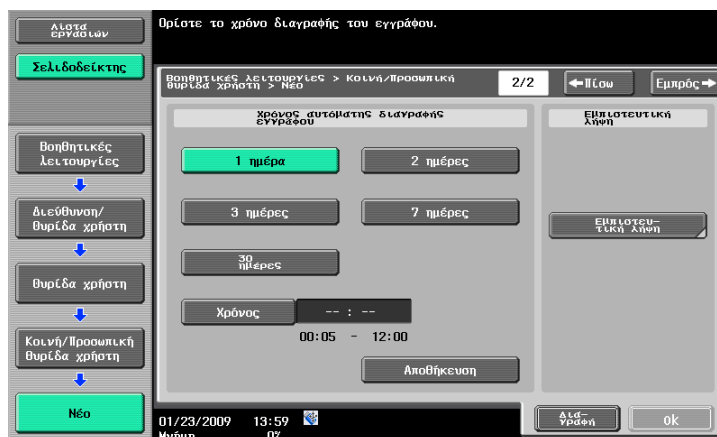 Λίστα
εργασιών
Ορίστε το χρόνο διαγραφής του εγγράφου.
Σελιδοδείκτης
Βοηθητικές λειτουργίες > Κοινή/Προσωπική
θυρίδα χρήστη > Νέο
2/2
←Πίσω
Εμπρός→
Χρόνος αυτόματης διαγραφής
εγγράφου
Εμπιστευτική
λήψη
Βοηθητικές
λειτουργίες
1 ημέρα
2 ημέρες
Διεύθυνση/
Θυρίδα χρήστη
3 ημέρες
7 ημέρες
Εμπιστευ-
τική λήψη
30
ημέρες
Θυρίδα χρήστη
Χρόνος
-- : --
00:05 - 12:00
Κοινή/Προσωπική
θυρίδα χρήστη
Αποθήκευση
Νέο
01/23/2009 13:59
Μνήμη 0%
Δια-
γραφή
ok